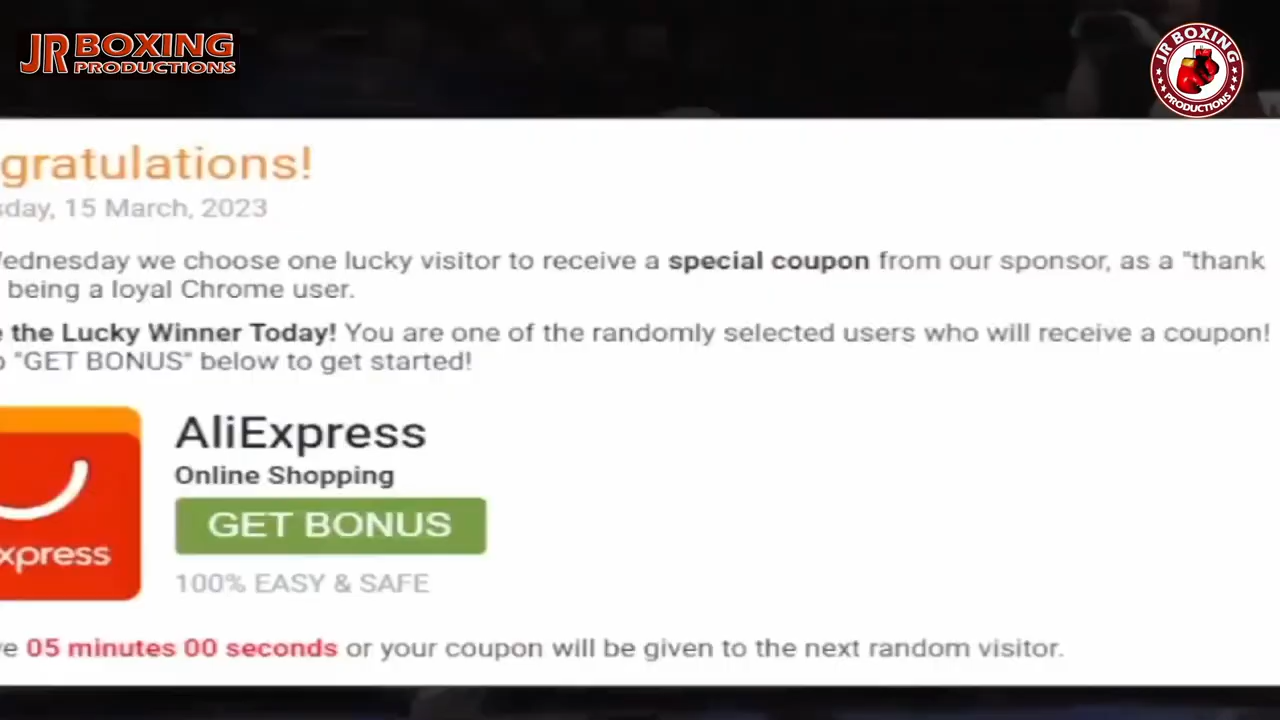 JR BOXING
PRODUCTIONS
JR BOXING
PRODUCTIONS
gratulations!
sday, 15 March, 2023
ednesday we choose one lucky visitor to receive a special coupon from our sponsor, as a "thank
being a loyal Chrome user.
the Lucky Winner Today! You are one of the randomly selected users who will receive a coupon!
"GET BONUS" below to get started!
AliExpress
Online Shopping
xpress
GET BONUS
100% EASY & SAFE
05 minutes 00 seconds or your coupon will be given to the next random visitor.